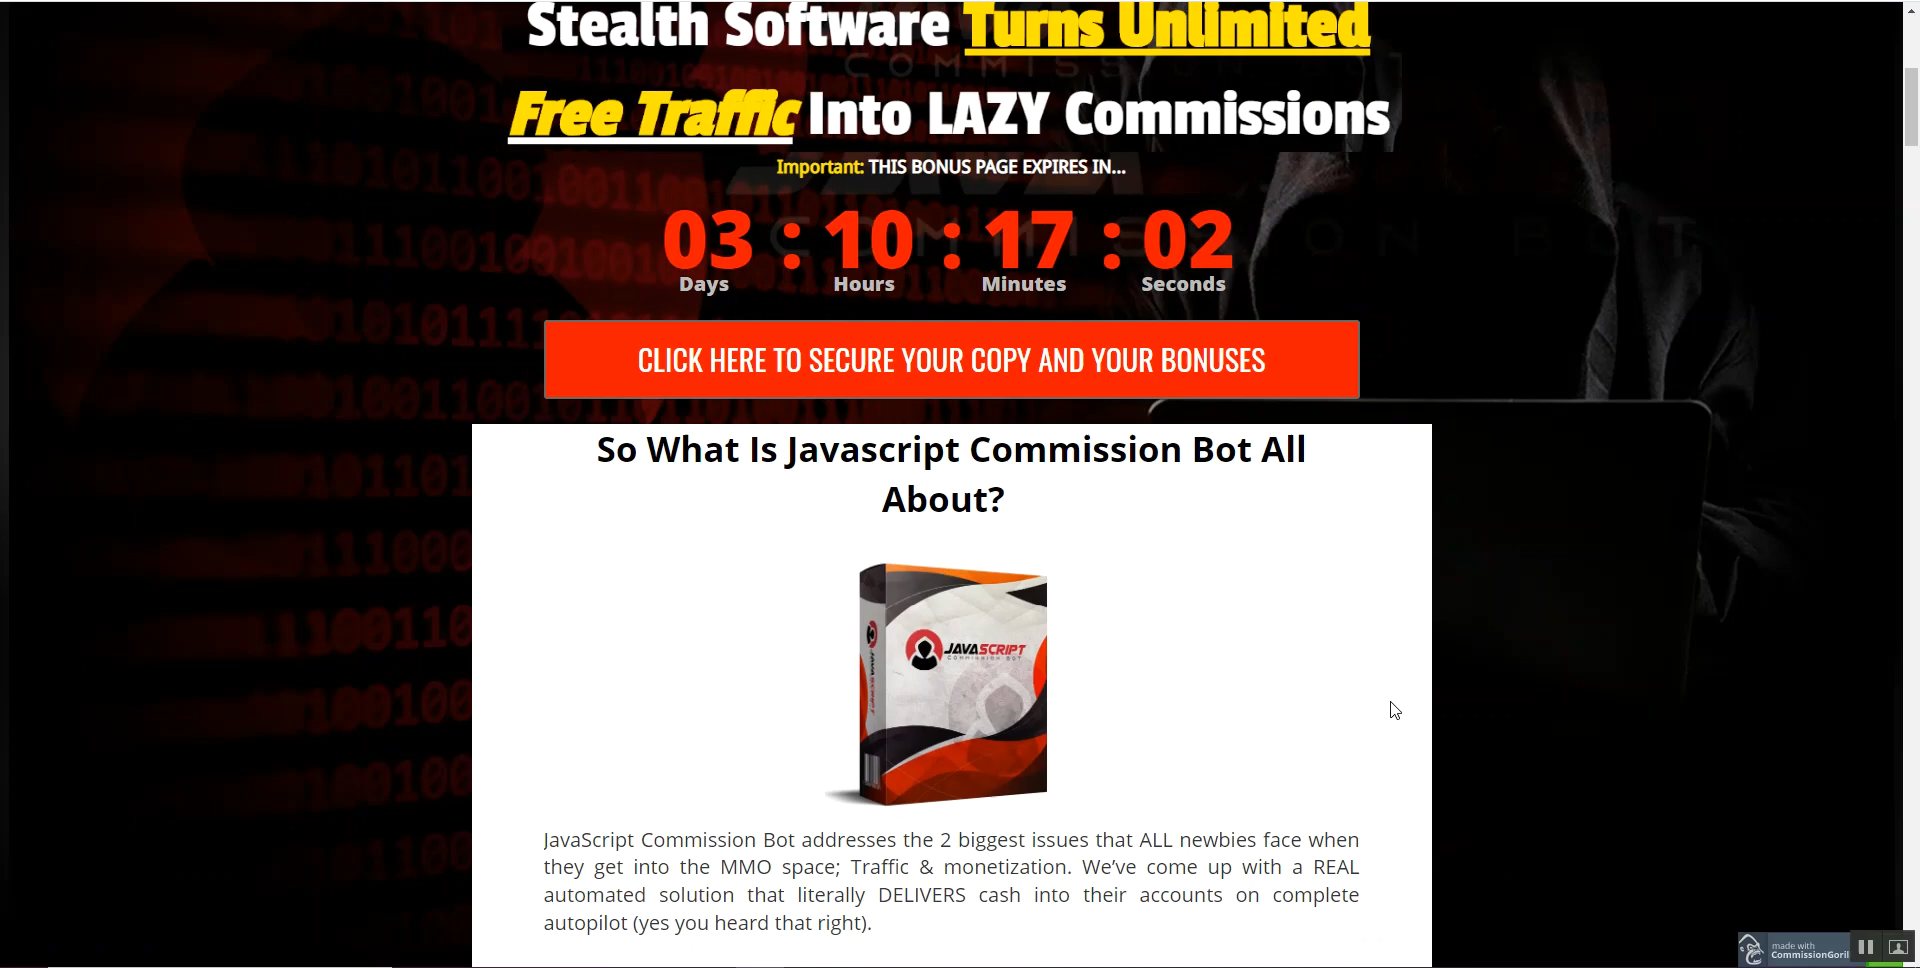 Stealth Software Turns Unlimited
Free Traffic Into LAZY Commissions
Important: THIS BONUS PAGE EXPIRES IN...
03 : 10 : 17 : 02
Days Hours Minutes Seconds
CLICK HERE TO SECURE YOUR COPY AND YOUR BONUSES
So What Is Javascript Commission Bot All
About?
JAVASCRIPT
COMMISSION BOT
JavaScript Commission Bot addresses the 2 biggest issues that ALL newbies face when
they get into the MMO space; Traffic & monetization. We’ve come up with a REAL
automated solution that literally DELIVERS cash into their accounts on complete
autopilot (yes you heard that right).
made with
CommissionGoril